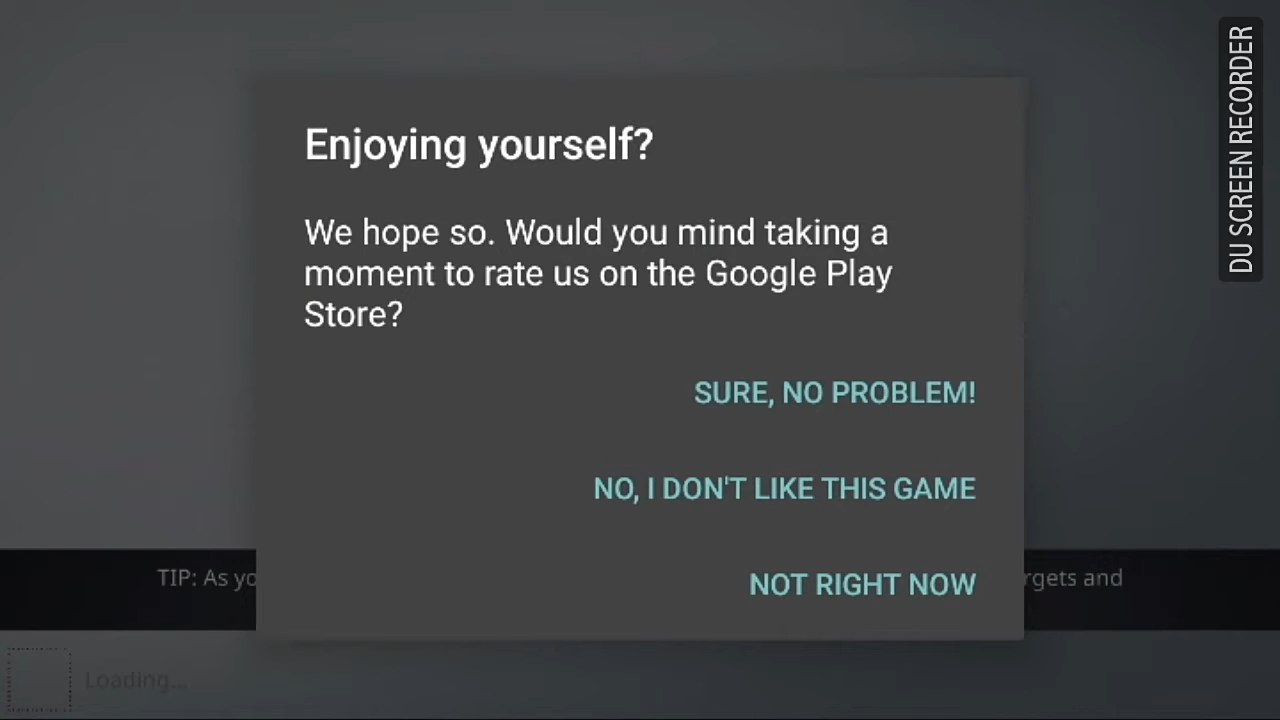 DU SCREEN RECORDER
Enjoying yourself?
We hope so. Would you mind taking a
moment to rate us on the Google Play
Store?
SURE, NO PROBLEM!
NO, I DON'T LIKE THIS GAME
NOT RIGHT NOW
TIP: As yo rgets and
Loading...